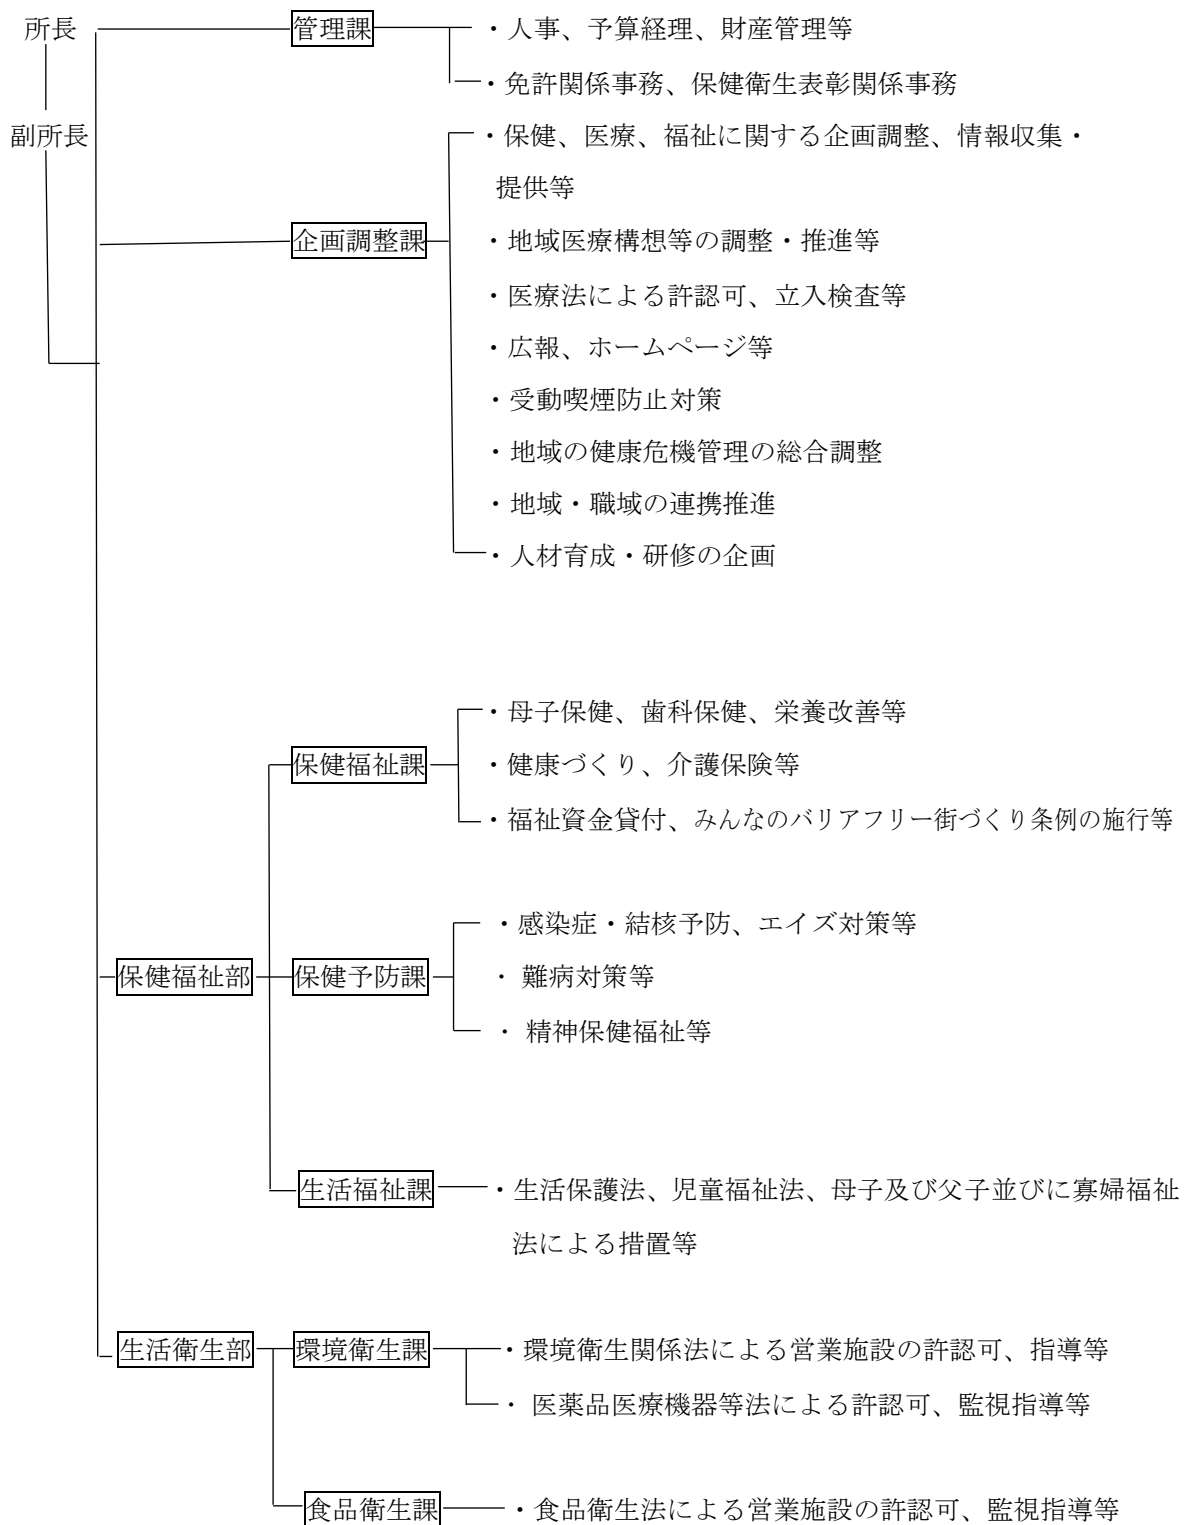 所長
管理課
・人事、予算経理、財産管理等
・免許関係事務、保健衛生表彰関係事務
副所長
・保健、医療、福祉に関する企画調整、情報収集・
提供等
企画調整課
・地域医療構想等の調整・推進等
・医療法による許認可、立入検査等
・広報、ホームページ等
・受動喫煙防止対策
・地域の健康危機管理の総合調整
・地域・職域の連携推進
・人材育成・研修の企画
・母子保健、歯科保健、栄養改善等
保健福祉課
・健康づくり、介護保険等
・福祉資金貸付、みんなのバリアフリー街づくり条例の施行等
・感染症・結核予防、エイズ対策等
保健福祉部
保健予防課
・ 難病対策等
・ 精神保健福祉等
生活福祉課
・生活保護法、児童福祉法、母子及び父子並びに寡婦福祉
法による措置等
生活衛生部
環境衛生課
・環境衛生関係法による営業施設の許認可、指導等
・ 医薬品医療機器等法による許認可、監視指導等
食品衛生課
・食品衛生法による営業施設の許認可、監視指導等